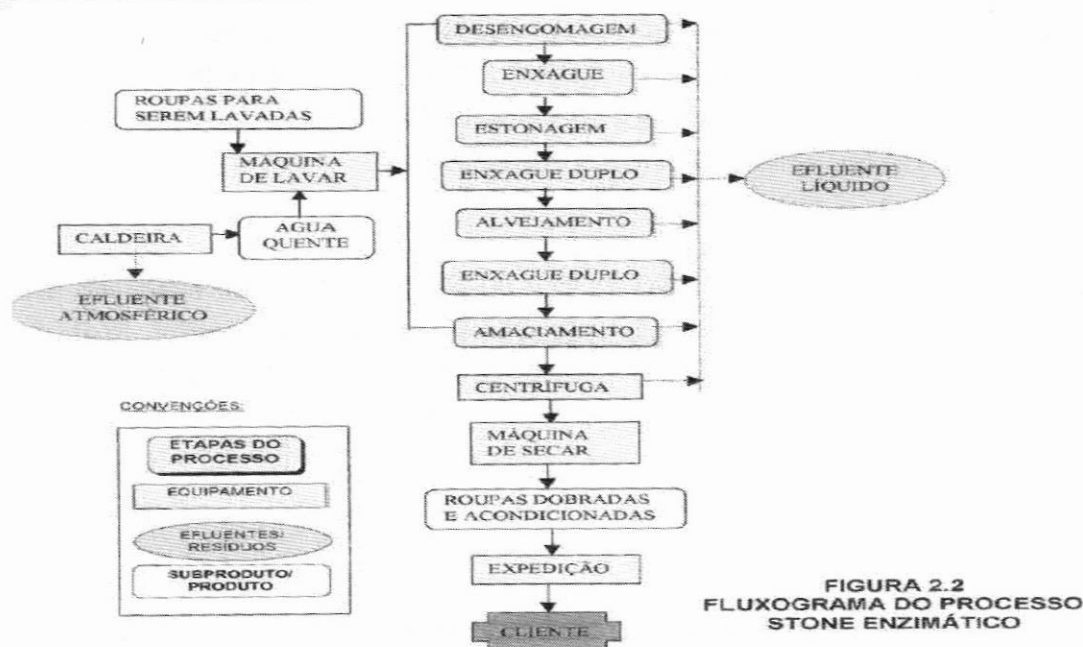 DESENGOMAGEM
ENXAGUE
ROUPAS PARA
SEREM LAVADAS
ESTONAGEM
MÁQUINA
DE LAVAR
ENXAGUE DUPLO
EFLUENTE
LÍQUIDO
ALVEJAMENTO
CALDEIRA
AGUA
QUENTE
ENXAGUE DUPLO
EFLUENTE
ATMOSFÉRICO
AMACIAMENTO
CENTRÍFUGA
MÁQUINA
DE SECAR
ROUPAS DOBRADAS
E ACONDICIONADAS
EXPEDIÇÃO
CLIENTE
CONVENÇÕES:
ETAPAS DO
PROCESSO
EQUIPAMENTO
EFLUENTES/
RESÍDUOS
SUBPRODUTO/
PRODUTO
FIGURA 2.2
FLUXOGRAMA DO PROCESSO
STONE ENZIMÁTICO